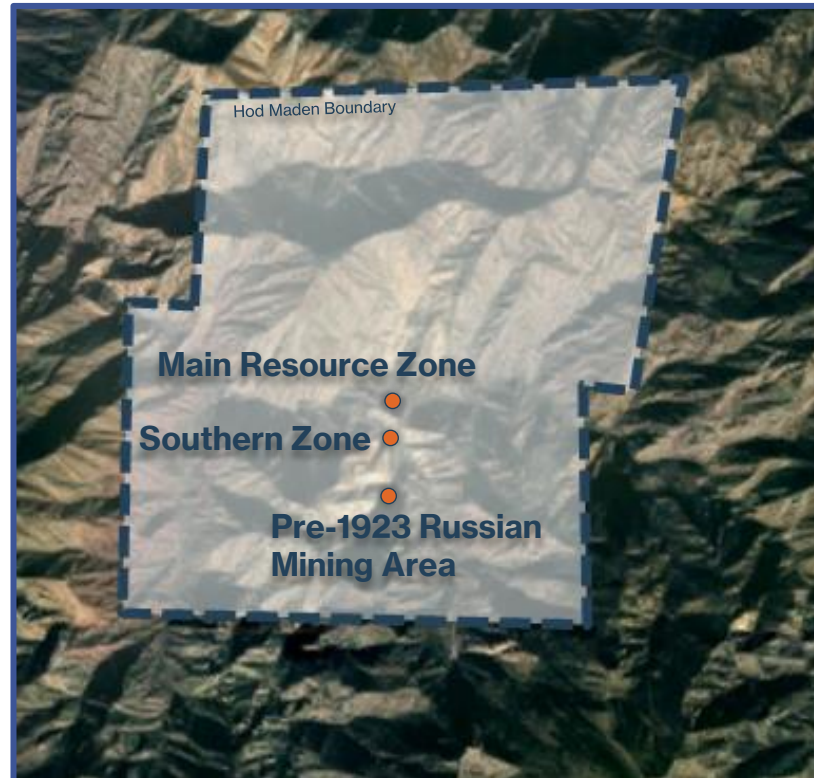 Hod Maden Boundary
Main Resource Zone
Southern Zone
Pre-1923 Russian
Mining Area